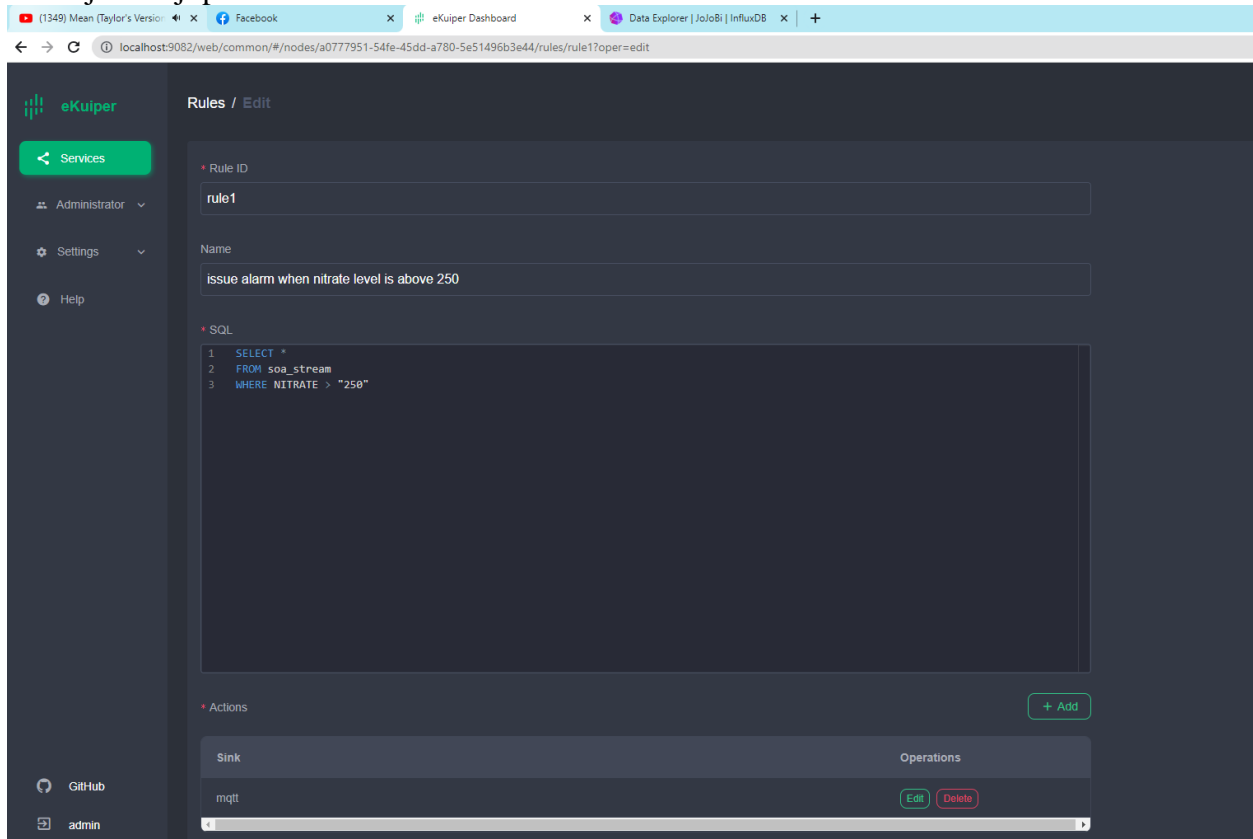 (1349) Mean (Taylor's Version
Facebook
eKuiper Dashboard
Data Explorer | JoJoBi | InfluxDB
localhost:9082/web/common/#/nodes/a0777951-54fe-45dd-a780-5e51496b3e44/rules/rule1?oper=edit
eKuiper
Rules / Edit
Services
Administrator
Settings
Help
* Rule ID
rule1
Name
issue alarm when nitrate level is above 250
* SQL
1 SELECT *
2 FROM soa_stream
3 WHERE NITRATE > "250"
* Actions
+ Add
Sink Operations
mqtt Edit Delete
GitHub
admin